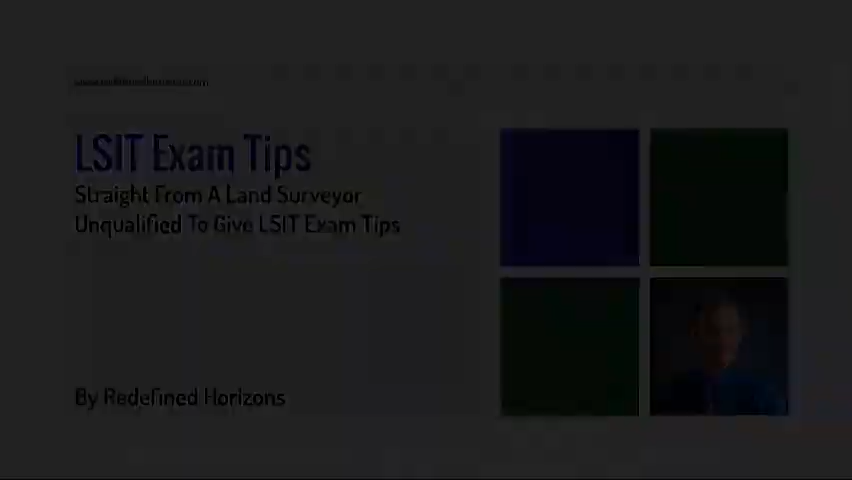 LSIT Exam Tips
Straight From A Land Surveyor
Unqualified To Give LSIT Exam Tips
By Redefined Horizons